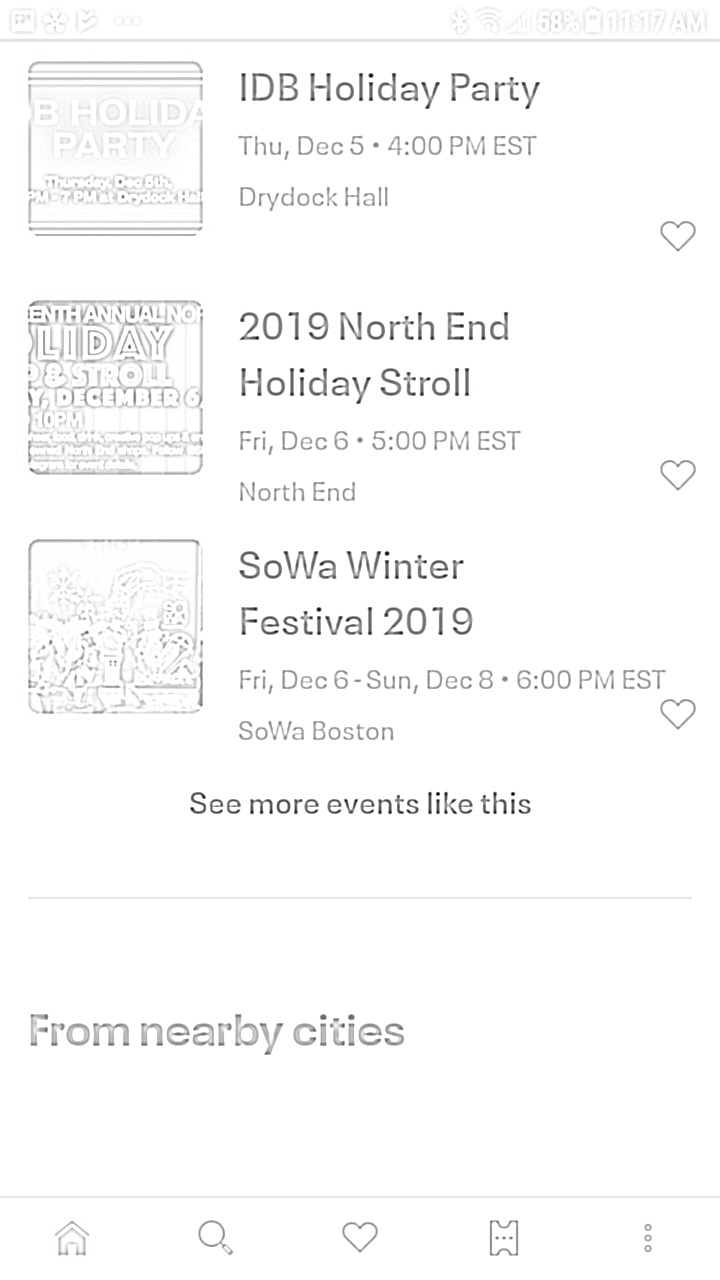 58% 11:17 AM
B HOLIDA
PARTY
Thursday, Dec 5th,
PM - 7 PM at Drydock Hal
IDB Holiday Party
Thu, Dec 5 • 4:00 PM EST
Drydock Hall
ENTH ANNUAL NOR
LIDAY
P & STROLL
Y, DECEMBER 6
10PM
2019 North End
Holiday Stroll
Fri, Dec 6 • 5:00 PM EST
North End
SO
WA
SoWa Winter
Festival 2019
Fri, Dec 6 - Sun, Dec 8 • 6:00 PM EST
SoWa Boston
See more events like this
From nearby cities